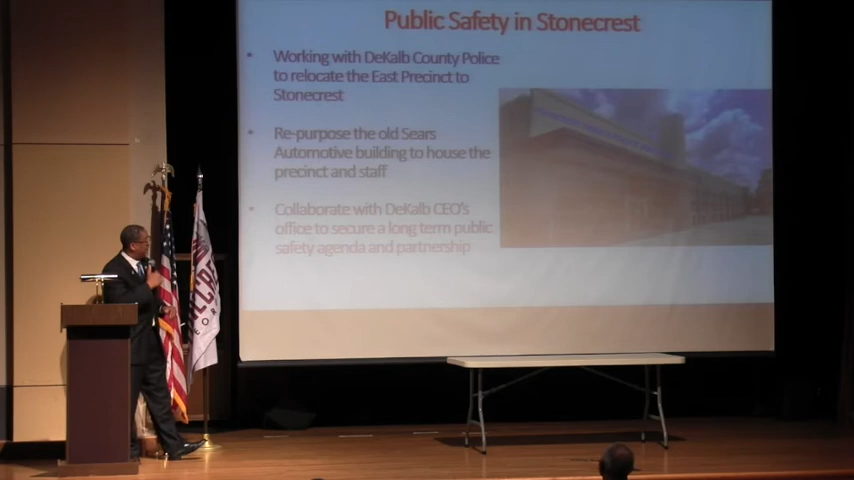 Public Safety in Stonecrest
Working with DeKalb County Police
to relocate the East Precinct to
Stonecrest
Re-purpose the old Sears
Automotive building to house the
precinct and staff
Collaborate with DeKalb CEO's
office to secure a long term public
safety agenda and partnership